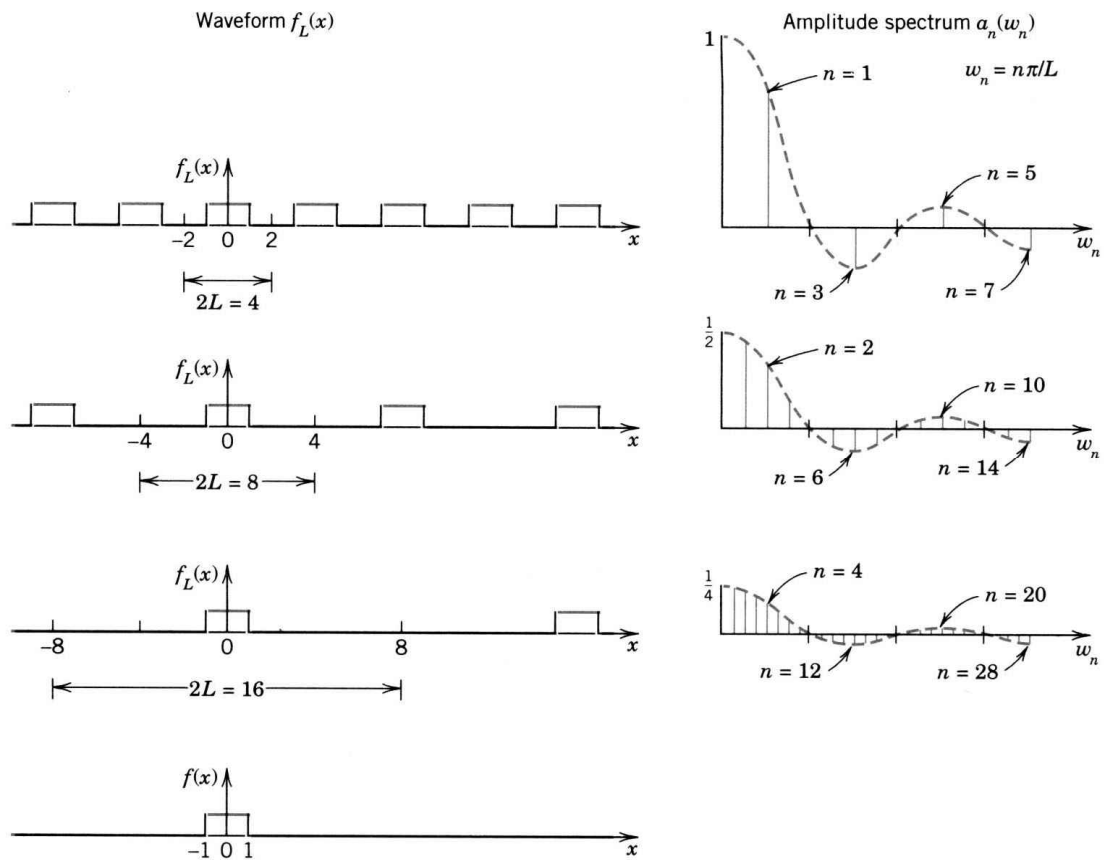 Waveform f_L(x)
Amplitude spectrum a_n(w_n)
w_n = nπ/L
1
n = 1
n = 5
n = 3
n = 7
w_n
f_L(x)
−2 0 2 x
2L = 4
1/2
n = 2
n = 10
n = 6
n = 14
w_n
f_L(x)
−4 0 4 x
2L = 8
1/4
n = 4
n = 20
n = 12
n = 28
w_n
f_L(x)
−8 0 8 x
2L = 16
f(x)
−1 0 1 x